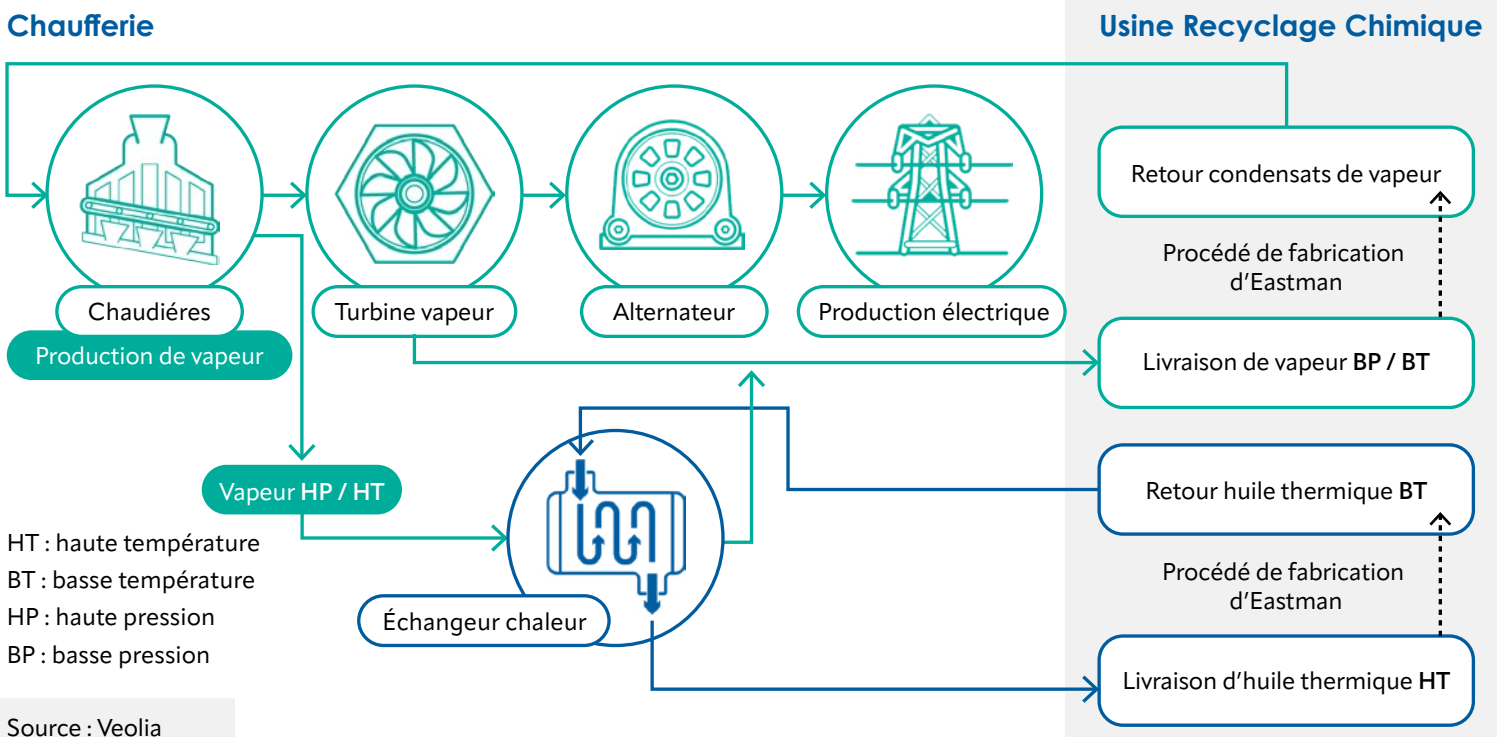 Chaufferie
Usine Recyclage Chimique
Chaudiéres
Production de vapeur
Turbine vapeur
Alternateur
Production électrique
Retour condensats de vapeur
Procédé de fabrication
d'Eastman
Livraison de vapeur BP / BT
Vapeur HP / HT
Échangeur chaleur
Retour huile thermique BT
Procédé de fabrication
d'Eastman
Livraison d'huile thermique HT
HT : haute température
BT : basse température
HP : haute pression
BP : basse pression
Source : Veolia